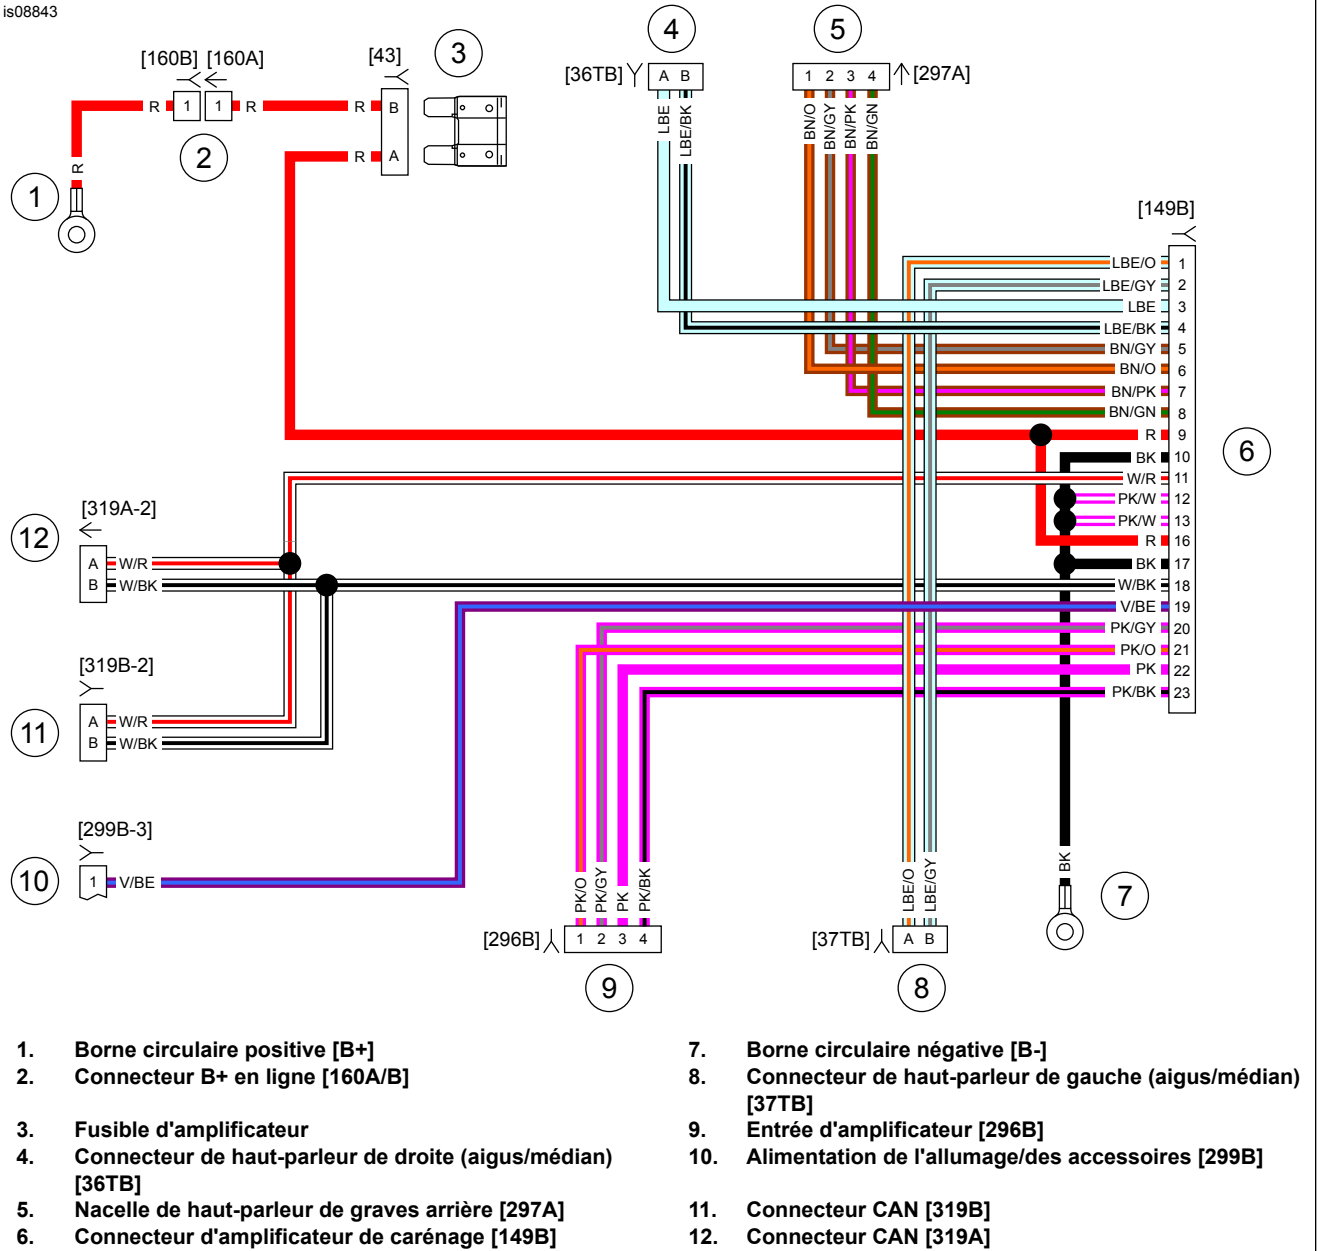 is08843
[160B] [160A]
[43]
3
4
5
[36TB]
A B
1 2 3 4
[297A]
R
1
1
R
R
B
2
R
A
R
1
LBE
LBE/BK
BN/O
BN/GY
BN/PK
BN/GN
[149B]
LBE/O 1
LBE/GY 2
LBE 3
LBE/BK 4
BN/GY 5
BN/O 6
BN/PK 7
BN/GN 8
R 9
BK 10
W/R 11
PK/W 12
PK/W 13
R 16
BK 17
W/BK 18
V/BE 19
PK/GY 20
PK/O 21
PK 22
PK/BK 23
6
[319A-2]
12
A W/R
B W/BK
[319B-2]
11
A W/R
B W/BK
[299B-3]
10
1 V/BE
PK/O
PK/GY
PK
PK/BK
[296B]
1 2 3 4
9
LBE/O
LBE/GY
[37TB]
A B
8
BK
7
1. Borne circulaire positive [B+]
2. Connecteur B+ en ligne [160A/B]
3. Fusible d'amplificateur
4. Connecteur de haut-parleur de droite (aigus/médian)
[36TB]
5. Nacelle de haut-parleur de graves arrière [297A]
6. Connecteur d'amplificateur de carénage [149B]
7. Borne circulaire négative [B-]
8. Connecteur de haut-parleur de gauche (aigus/médian)
[37TB]
9. Entrée d'amplificateur [296B]
10. Alimentation de l'allumage/des accessoires [299B]
11. Connecteur CAN [319B]
12. Connecteur CAN [319A]